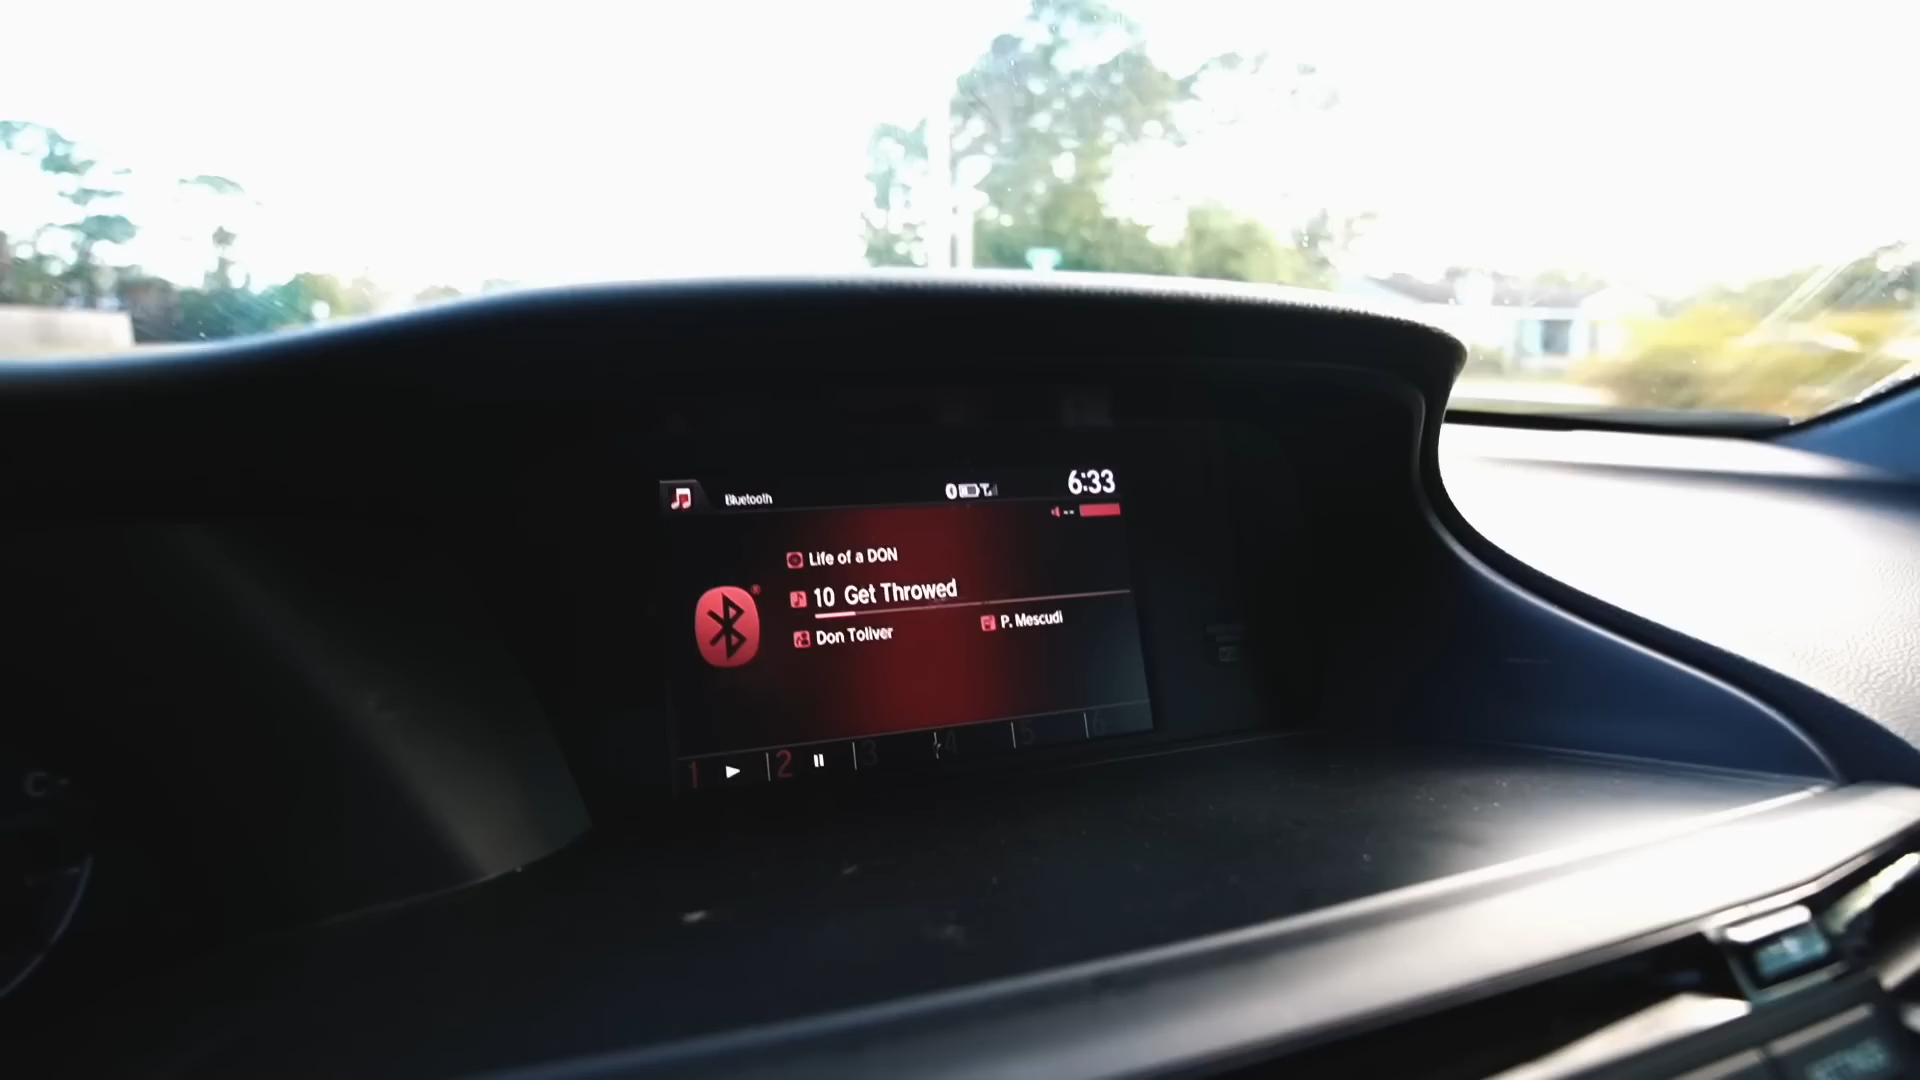 Bluetooth
6:33
Life of a DON
10 Get Throwed
Don Toliver
P. Mescudi
1 2 3 4 5 6